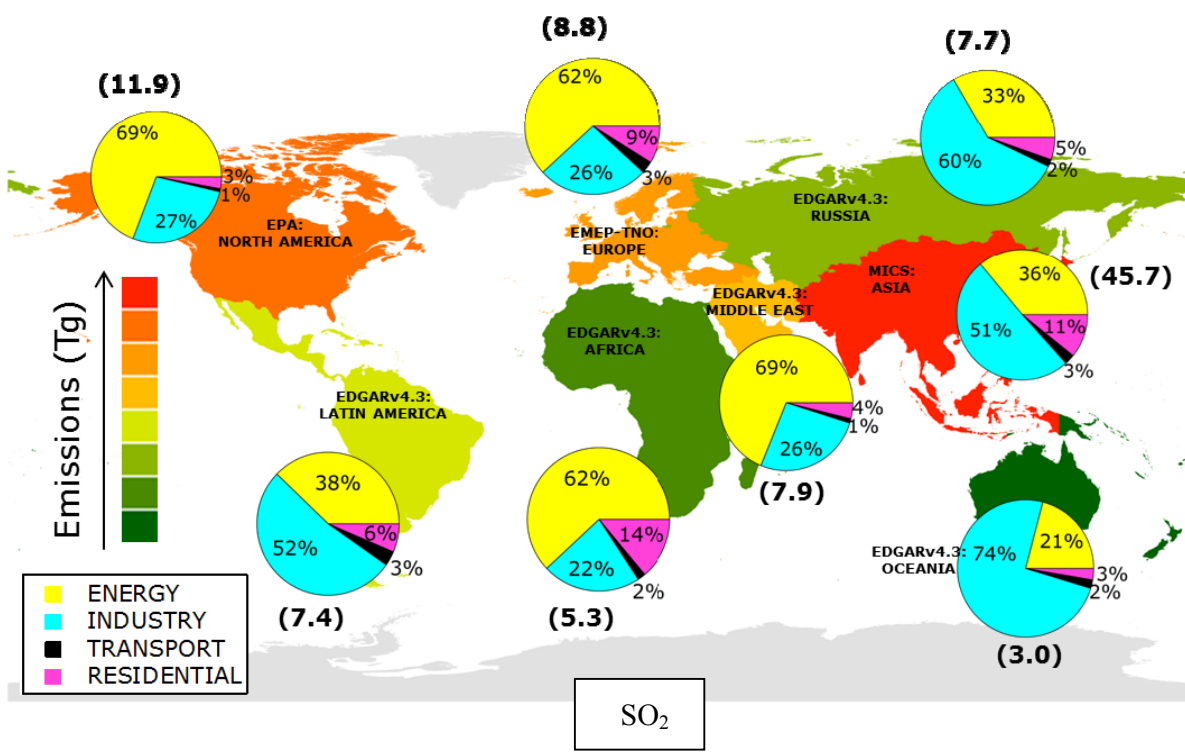 (8.8)
(7.7)
(11.9)
62%
9%
26%
3%
33%
5%
60%
2%
69%
3%
1%
27%
EPA:
NORTH AMERICA
EMEP-TNO:
EUROPE
EDGARv4.3:
RUSSIA
MICS:
ASIA
(45.7)
36%
11%
51%
3%
EDGARv4.3:
MIDDLE EAST
EDGARv4.3:
AFRICA
EDGARv4.3:
LATIN AMERICA
Emissions (Tg)
69%
4%
1%
26%
(7.9)
38%
6%
52%
3%
(7.4)
62%
14%
22%
2%
(5.3)
EDGARv4.3:
OCEANIA
74%
21%
3%
2%
(3.0)
ENERGY
INDUSTRY
TRANSPORT
RESIDENTIAL
SO₂